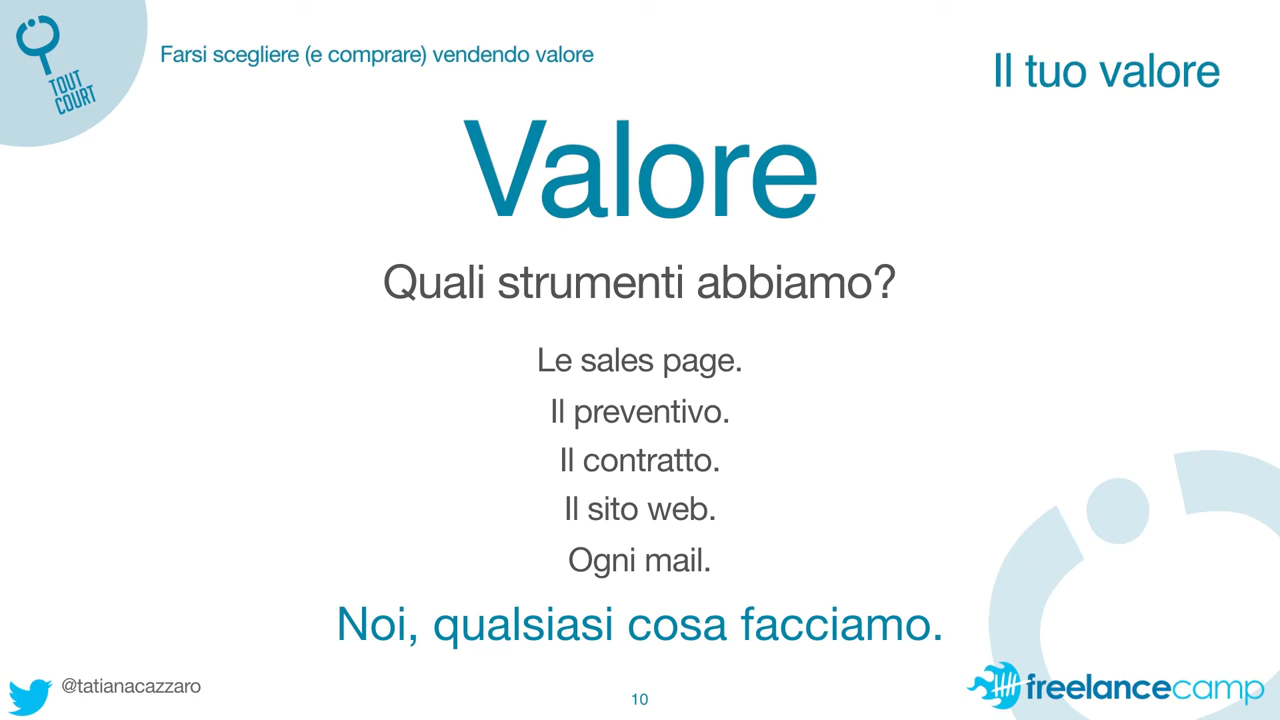 TOUT
COURT
Farsi scegliere (e comprare) vendendo valore
Il tuo valore
Valore
Quali strumenti abbiamo?
Le sales page.
Il preventivo.
Il contratto.
Il sito web.
Ogni mail.
Noi, qualsiasi cosa facciamo.
@tatianacazzaro
10
freelancecamp